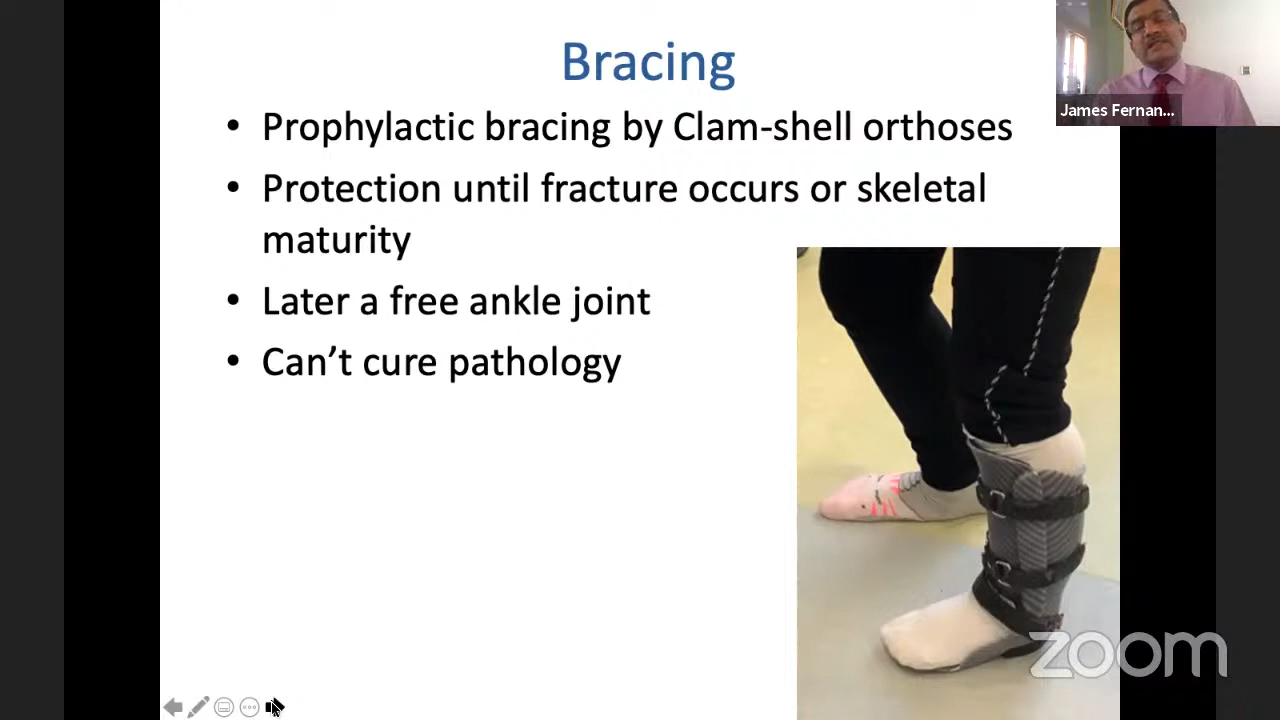 Bracing
• Prophylactic bracing by Clam-shell orthoses
• Protection until fracture occurs or skeletal
maturity
• Later a free ankle joint
• Can’t cure pathology
James Fernan...
zoom